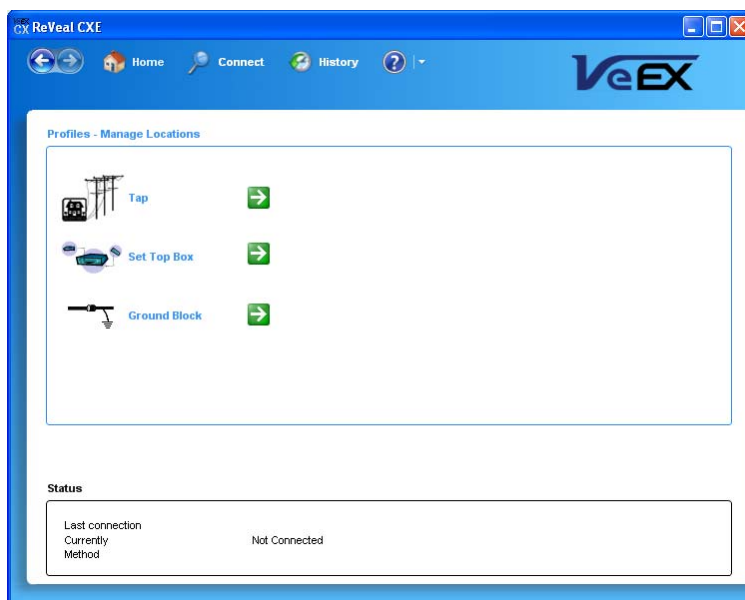 CX ReVeal CXE
Home Connect History ?
VeEX
Profiles - Manage Locations
Tap
Set Top Box
Ground Block
Status
Last connection
Currently Not Connected
Method